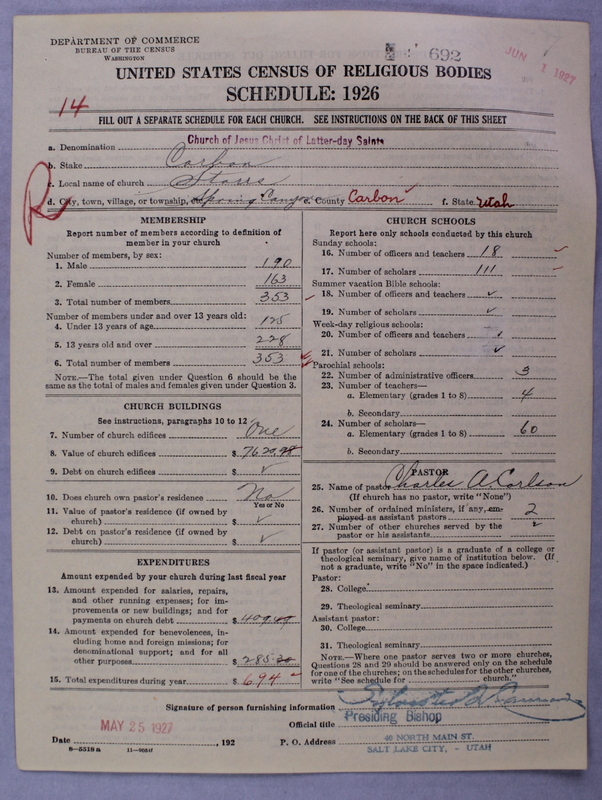 DEPARTMENT OF COMMERCE
BUREAU OF THE CENSUS
WASHINGTON
692
JUN 1 1927
UNITED STATES CENSUS OF RELIGIOUS BODIES
SCHEDULE: 1926
14
FILL OUT A SEPARATE SCHEDULE FOR EACH CHURCH. SEE INSTRUCTIONS ON THE BACK OF THIS SHEET
a. Denomination Church of Jesus Christ of Latter-day Saints
b. Stake Carbon
c. Local name of church Storrs
d. City, town, village, or township, Spring Canyon e. County Carbon f. State Utah
R
MEMBERSHIP
Report number of members according to definition of
member in your church
Number of members, by sex:
1. Male 190
2. Female 163
3. Total number of members 353
Number of members under and over 13 years old:
4. Under 13 years of age 125
5. 13 years old and over 228
6. Total number of members 353
NOTE.—The total given under Question 6 should be the
same as the total of males and females given under Question 3.
CHURCH BUILDINGS
See instructions, paragraphs 10 to 12
7. Number of church edifices One
8. Value of church edifices $ 7620.98
9. Debt on church edifices $ ✓
10. Does church own pastor's residence No
Yes or No
11. Value of pastor's residence (if owned by
church) $ ✓
12. Debt on pastor's residence (if owned by
church) $ ✓
EXPENDITURES
Amount expended by your church during last fiscal year
13. Amount expended for salaries, repairs,
and other running expenses; for im-
provements or new buildings; and for
payments on church debt $ 409.49
14. Amount expended for benevolences, in-
cluding home and foreign missions; for
denominational support; and for all
other purposes $ 285.20
15. Total expenditures during year $ 694
CHURCH SCHOOLS
Report here only schools conducted by this church
Sunday schools:
16. Number of officers and teachers 18
17. Number of scholars 111
Summer vacation Bible schools:
18. Number of officers and teachers ✓
19. Number of scholars ✓
Week-day religious schools:
20. Number of officers and teachers ✓
21. Number of scholars ✓
Parochial schools:
22. Number of administrative officers 3
23. Number of teachers—
a. Elementary (grades 1 to 8) 4
b. Secondary
24. Number of scholars—
a. Elementary (grades 1 to 8) 60
b. Secondary
PASTOR
25. Name of pastor Charles A. Carlson
(If church has no pastor, write "None")
26. Number of ordained ministers, if any, em-
ployed as assistant pastors 2
27. Number of other churches served by the
pastor or his assistants
If pastor (or assistant pastor) is a graduate of a college or
theological seminary, give name of institution below. (If
not a graduate, write "No" in the space indicated.)
Pastor:
28. College
29. Theological seminary
Assistant pastor:
30. College
31. Theological seminary
NOTE.—Where one pastor serves two or more churches,
Questions 28 and 29 should be answered only on the schedule
for one of the churches; on the schedules for the other churches,
write "See schedule for church."
Signature of person furnishing information Sylvester Q. Cannon
Official title Presiding Bishop
MAY 25 1927
Date , 192 P. O. Address 40 NORTH MAIN ST.
SALT LAKE CITY, - UTAH
8—5518a 11—9051f